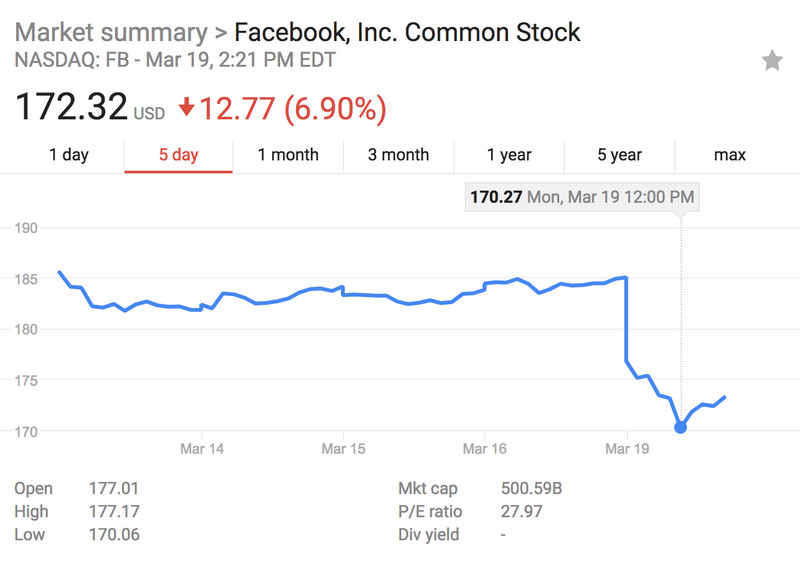 Market summary > Facebook, Inc. Common Stock
NASDAQ: FB - Mar 19, 2:21 PM EDT
172.32 USD 12.77 (6.90%)
1 day 5 day 1 month 3 month 1 year 5 year max
170.27 Mon, Mar 19 12:00 PM
190
185
180
175
170
Mar 14 Mar 15 Mar 16 Mar 19
Open 177.01 Mkt cap 500.59B
High 177.17 P/E ratio 27.97
Low 170.06 Div yield -